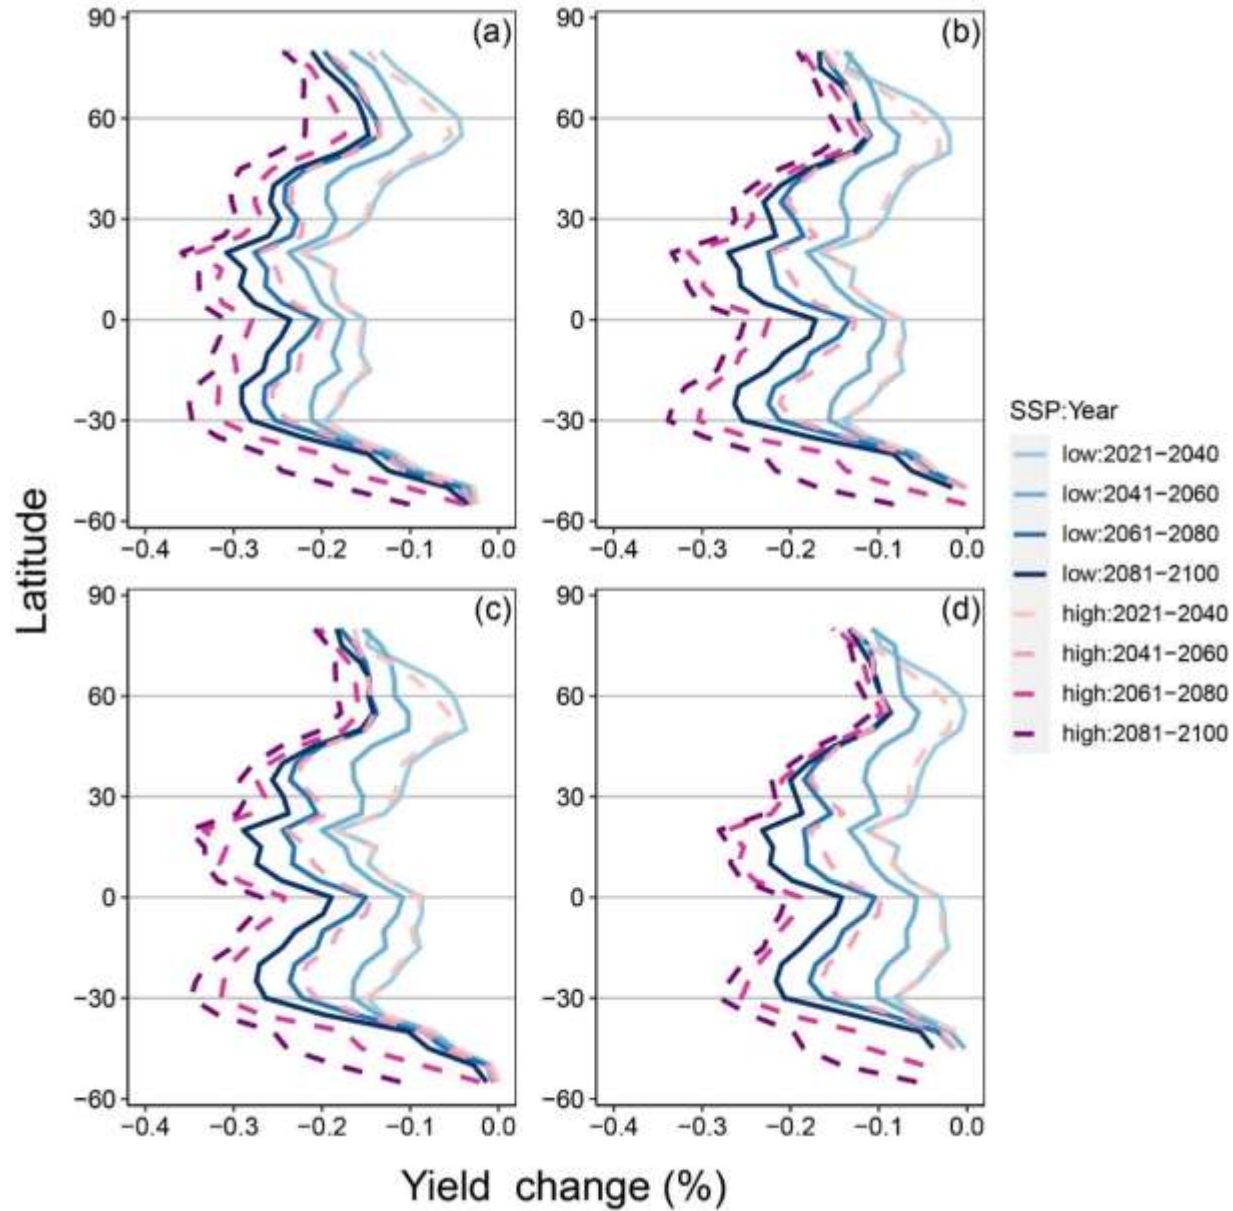 90
60
30
0
−30
−60
(a)
−0.4 −0.3 −0.2 −0.1 0.0
90
60
30
0
−30
−60
(b)
−0.4 −0.3 −0.2 −0.1 0.0
90
60
30
0
−30
−60
(c)
−0.4 −0.3 −0.2 −0.1 0.0
90
60
30
0
−30
−60
(d)
−0.4 −0.3 −0.2 −0.1 0.0
Latitude
Yield change (%)
SSP:Year
low:2021−2040
low:2041−2060
low:2061−2080
low:2081−2100
high:2021−2040
high:2041−2060
high:2061−2080
high:2081−2100